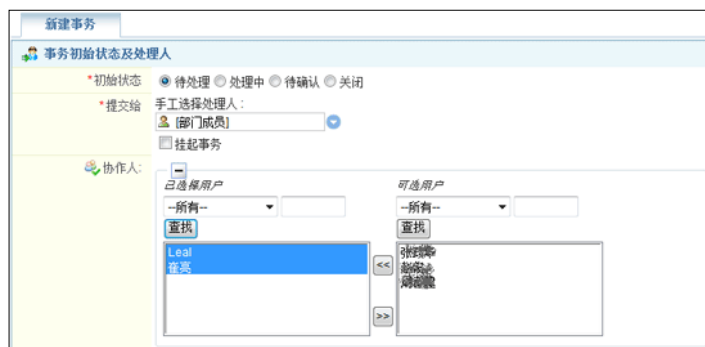 新建事务
事务初始状态及处理人
*初始状态 待处理 处理中 待确认 关闭
*提交给 手工选择处理人:
[部门成员]
挂起事务
协作人:
已选择用户 可选用户
--所有-- --所有--
查找 查找
Leal
崔亮
<<
>>